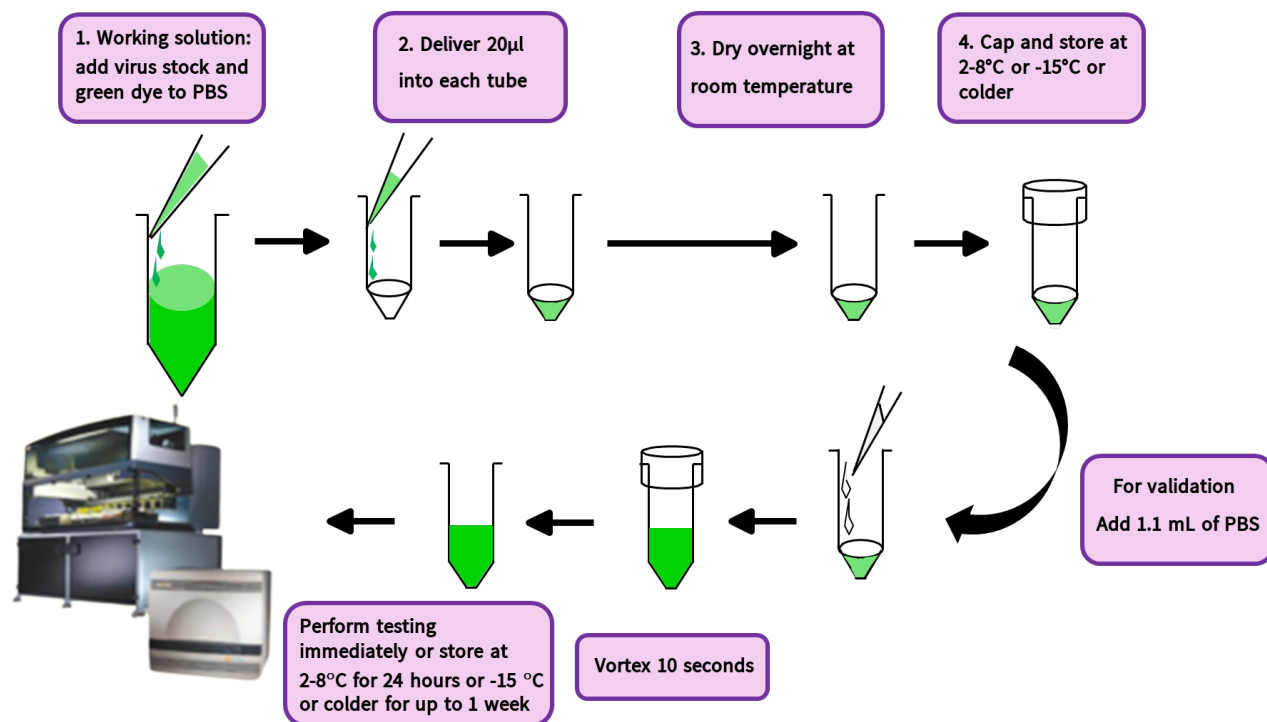 1. Working solution:
add virus stock and
green dye to PBS
2. Deliver 20µl
into each tube
3. Dry overnight at
room temperature
4. Cap and store at
2-8°C or -15°C or
colder
For validation
Add 1.1 mL of PBS
Vortex 10 seconds
Perform testing
immediately or store at
2-8°C for 24 hours or -15 °C
or colder for up to 1 week